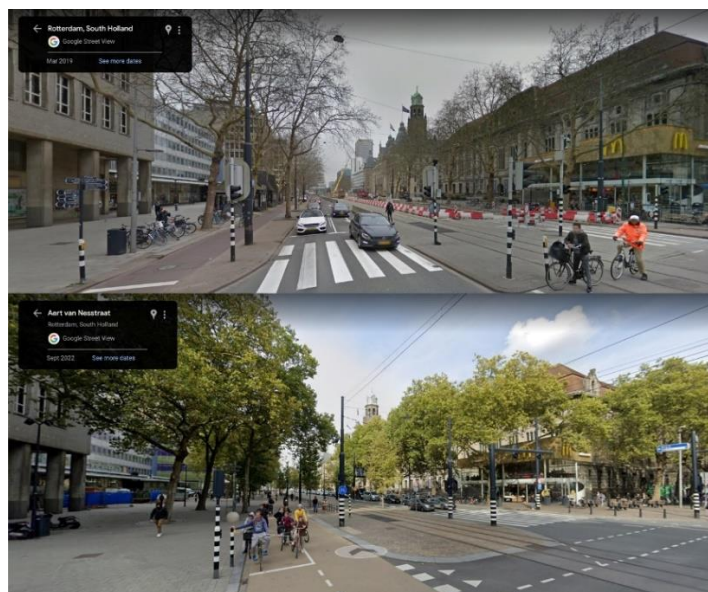 Rotterdam, South Holland
Google Street View
Mar 2019 See more dates
Aert van Nesstraat
Rotterdam, South Holland
Google Street View
Sept 2022 See more dates